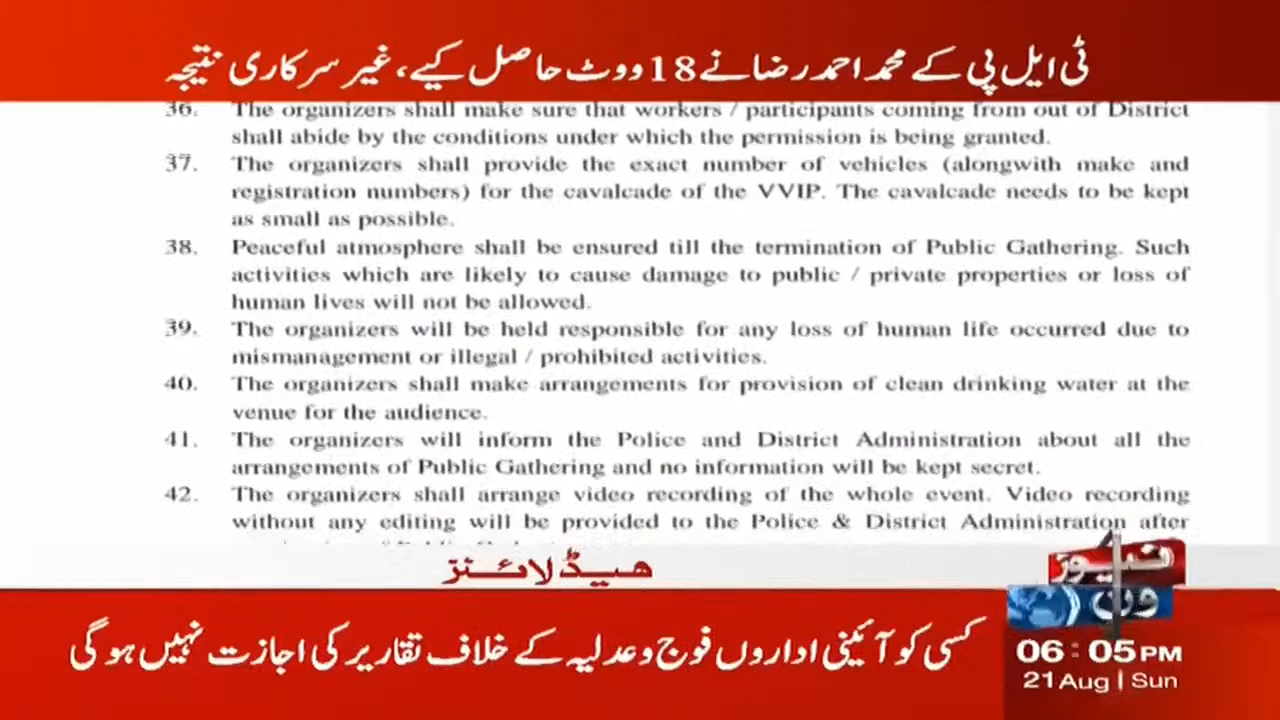 ٹی ایل پی کے محمد احمد رضا نے 18 ووٹ حاصل کیے، غیر سرکاری نتیجہ
36. The organizers shall make sure that workers / participants coming from out of District
shall abide by the conditions under which the permission is being granted.
37. The organizers shall provide the exact number of vehicles (alongwith make and
registration numbers) for the cavalcade of the VVIP. The cavalcade needs to be kept
as small as possible.
38. Peaceful atmosphere shall be ensured till the termination of Public Gathering. Such
activities which are likely to cause damage to public / private properties or loss of
human lives will not be allowed.
39. The organizers will be held responsible for any loss of human life occurred due to
mismanagement or illegal / prohibited activities.
40. The organizers shall make arrangements for provision of clean drinking water at the
venue for the audience.
41. The organizers will inform the Police and District Administration about all the
arrangements of Public Gathering and no information will be kept secret.
42. The organizers shall arrange video recording of the whole event. Video recording
without any editing will be provided to the Police & District Administration after
ھیڈلائنز
نیوز
ون
کسی کو آئینی اداروں فوج و عدلیہ کے خلاف تقاریر کی اجازت نہیں ہوگی
06:05PM
21 Aug | Sun